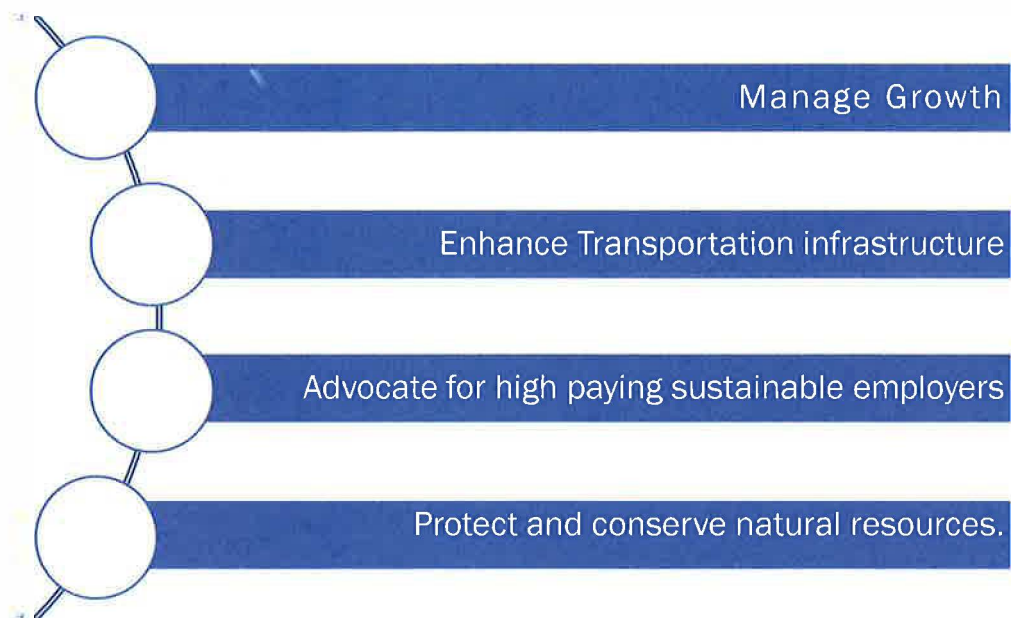 Manage Growth
Enhance Transportation infrastructure
Advocate for high paying sustainable employers
Protect and conserve natural resources.